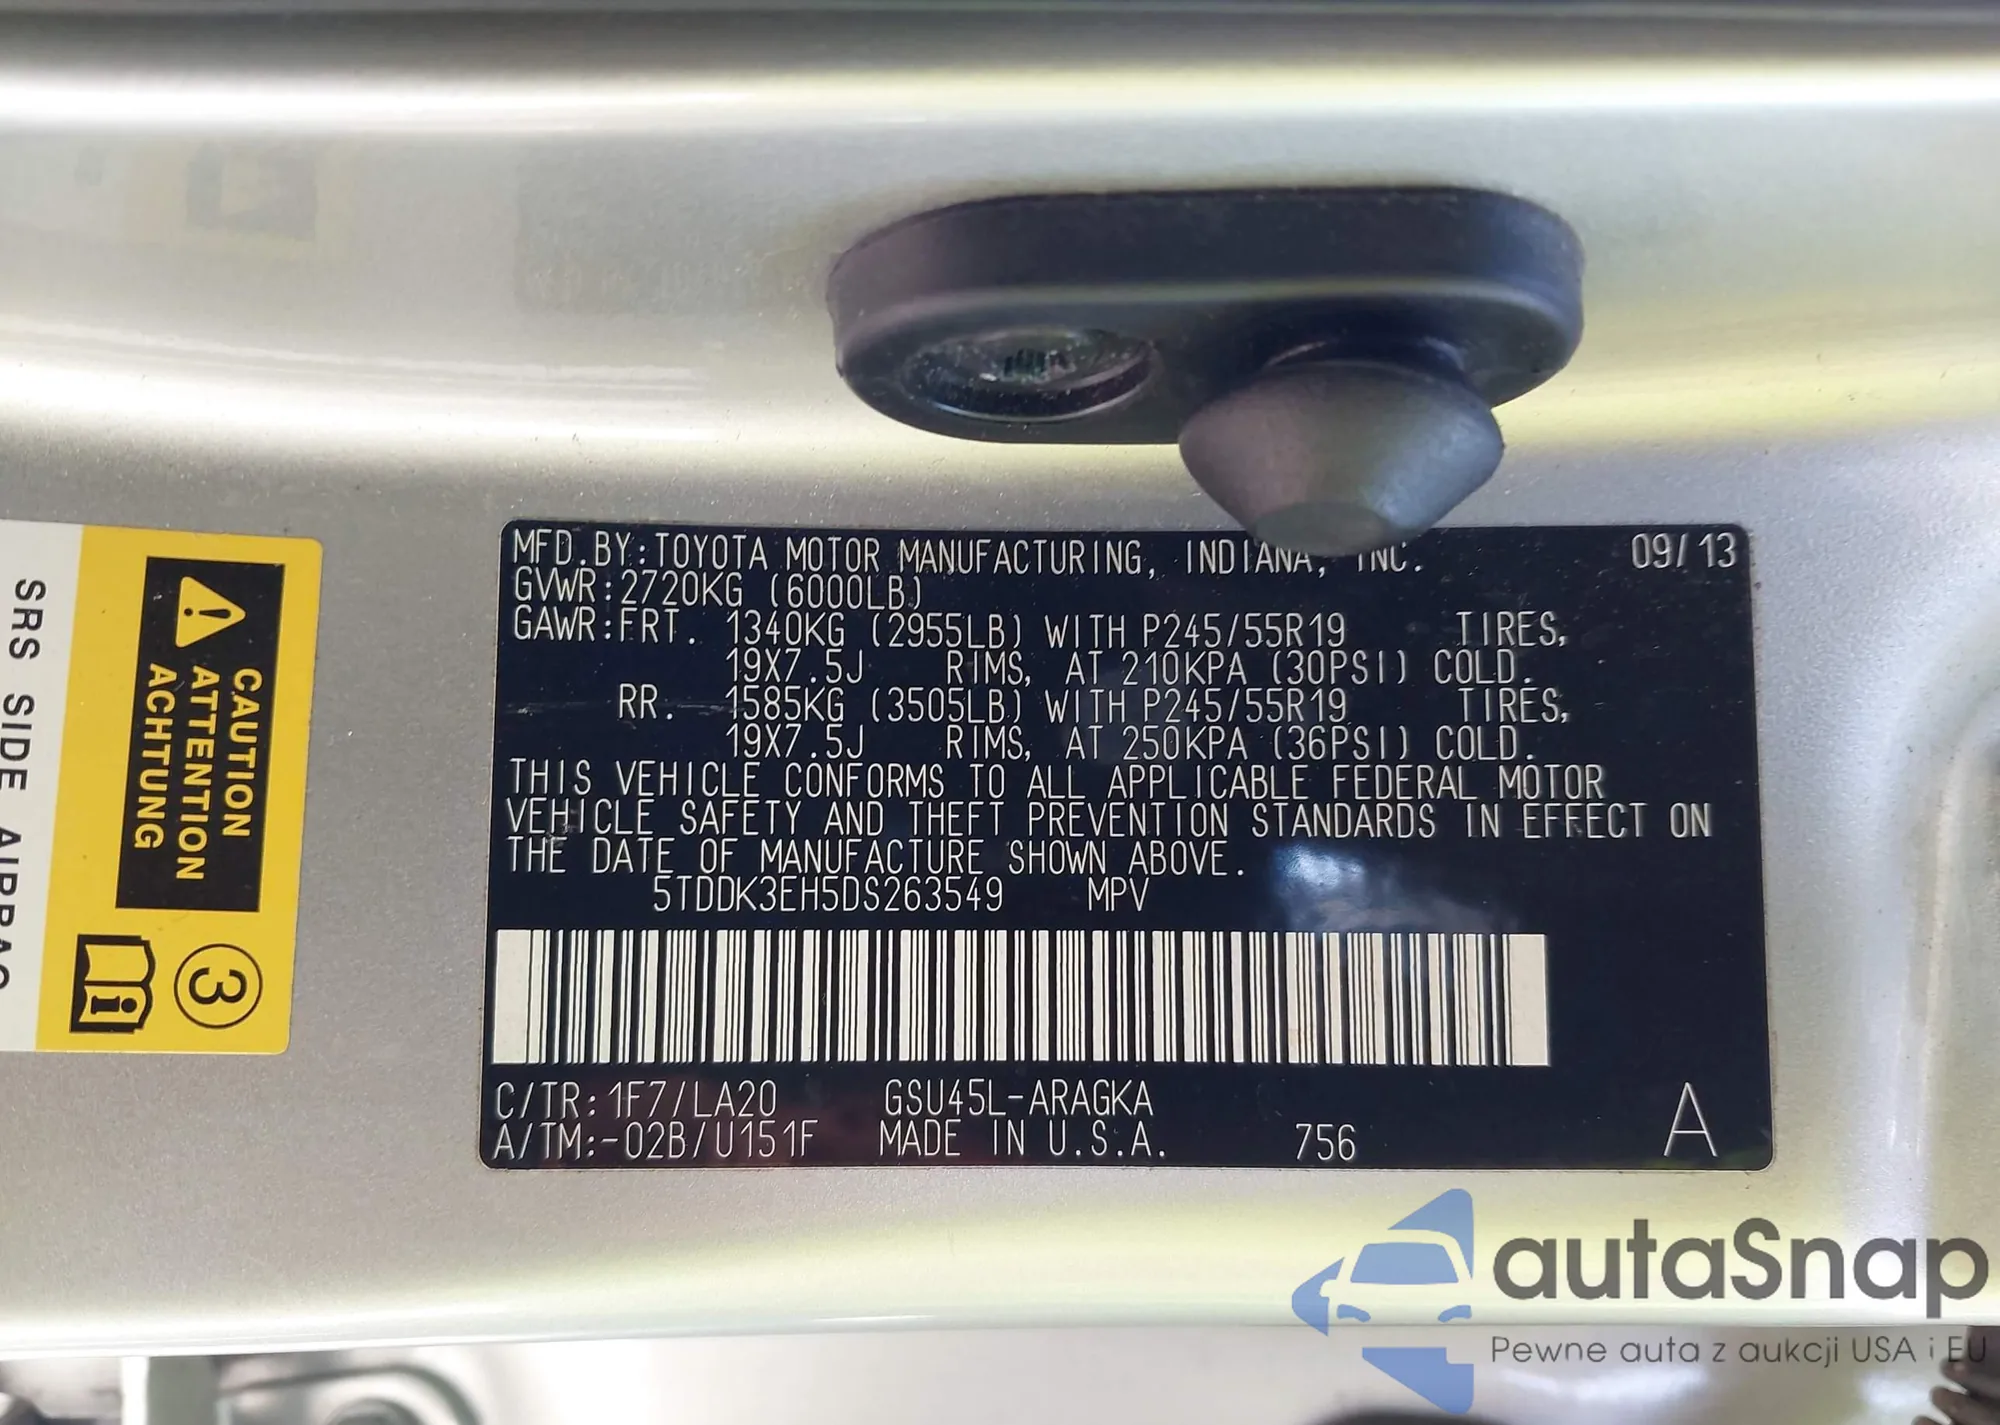 MFD.BY:TOYOTA MOTOR MANUFACTURING, INDIANA, INC. 09/13
GVWR:2720KG (6000LB)
GAWR:FRT. 1340KG (2955LB) WITH P245/55R19 TIRES,
19X7.5J RIMS, AT 210KPA (30PSI) COLD.
RR. 1585KG (3505LB) WITH P245/55R19 TIRES,
19X7.5J RIMS, AT 250KPA (36PSI) COLD.
THIS VEHICLE CONFORMS TO ALL APPLICABLE FEDERAL MOTOR
VEHICLE SAFETY AND THEFT PREVENTION STANDARDS IN EFFECT ON
THE DATE OF MANUFACTURE SHOWN ABOVE.
5TDDK3EH5DS263549 MPV
C/TR:1F7/LA20 GSU45L-ARAGKA
A/TM:-02B/U151F MADE IN U.S.A. 756 A
CAUTION
ATTENTION
ACHTUNG
3
SRS SIDE AIRBAG
autaSnap
Pewne auta z aukcji USA i EU